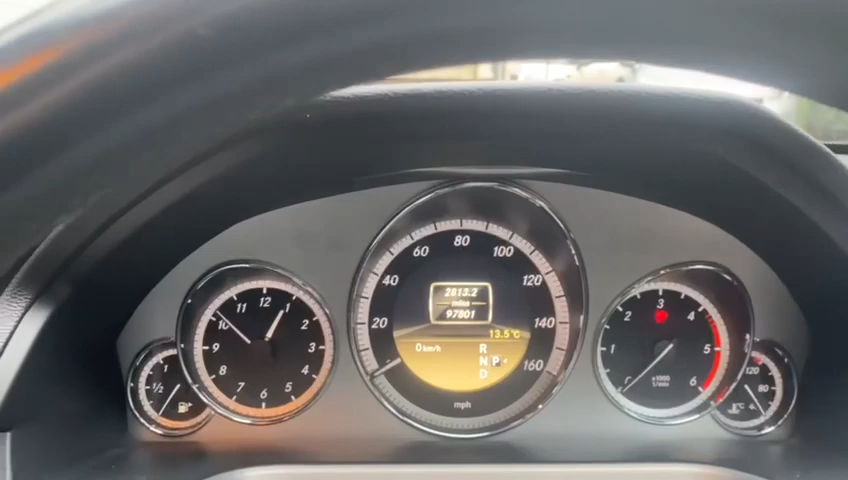 2813.2
miles
97801
13.5°C
0 km/h
R
N P
D
20 40 60 80 100 120 140 160
mph
12 1 2 3 4 5 6 7 8 9 10 11
1 2 3 4 5 6
x1000
1/min
1
1/2
120
80
°C